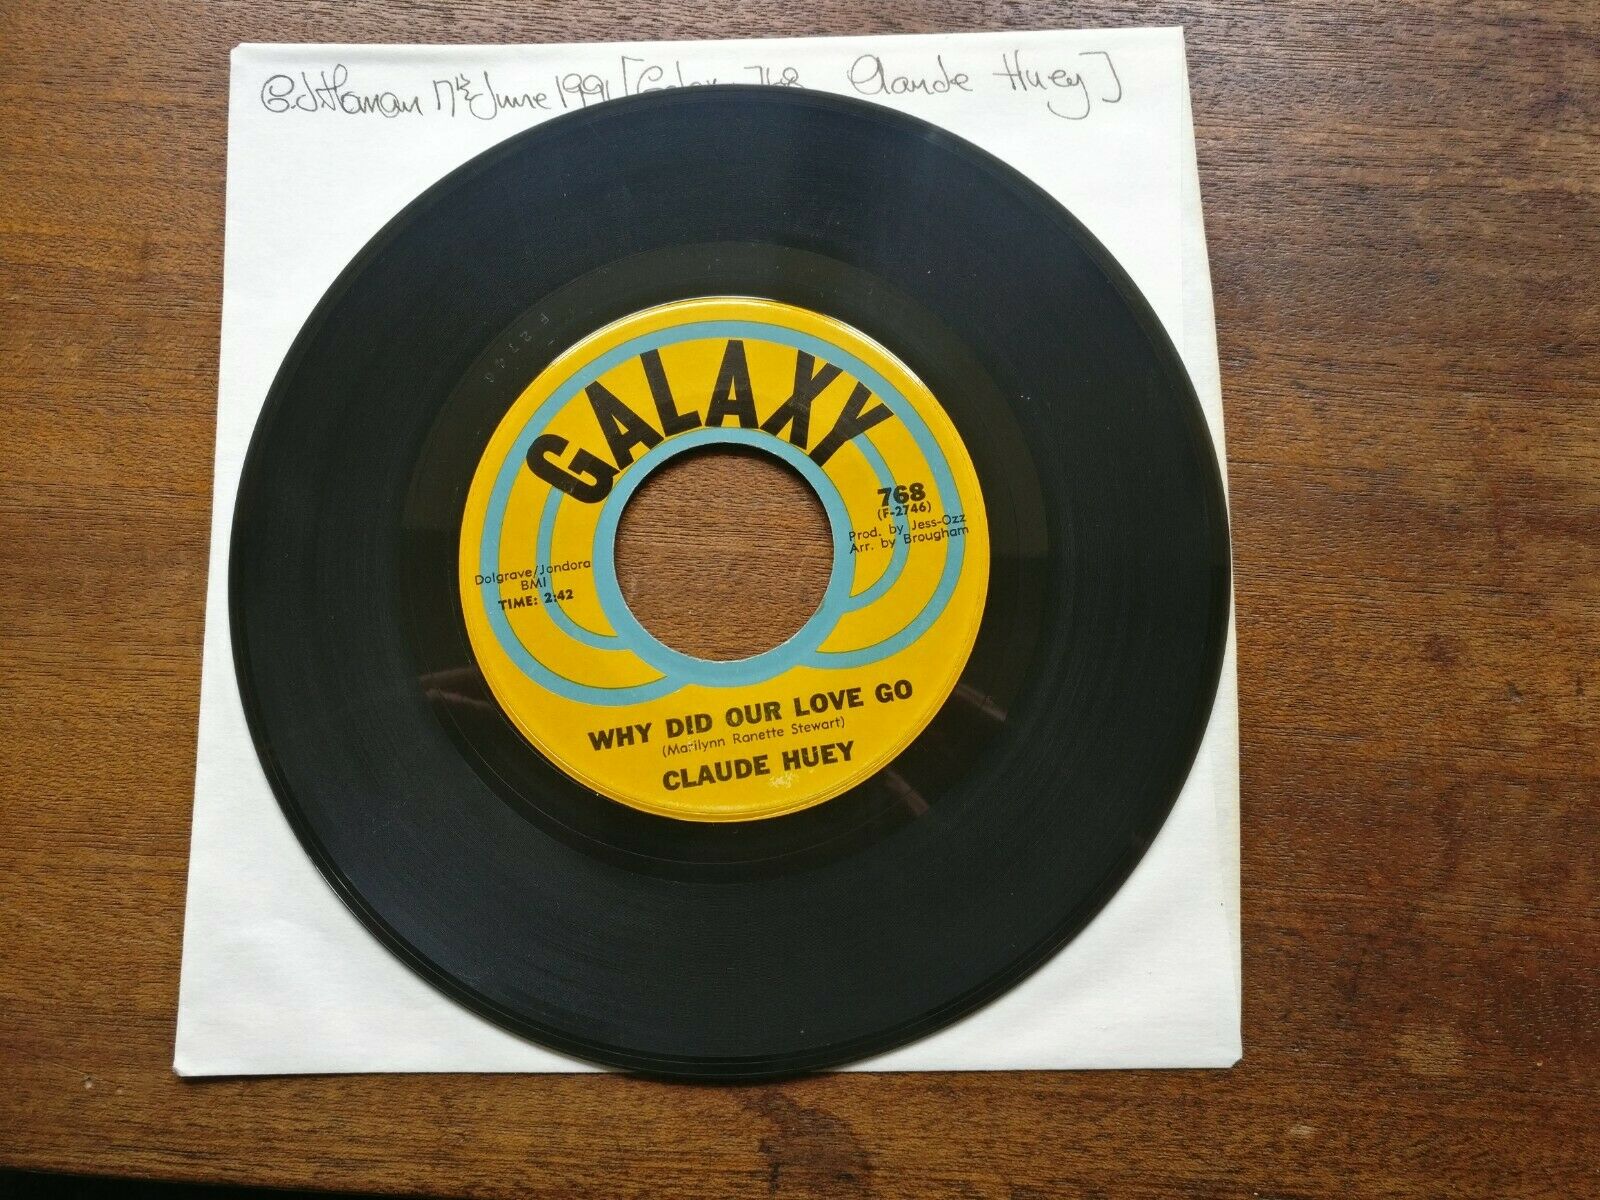 17th June 1991 [Galaxy 768 Claude Huey]
F-2746
GALAXY
768
(F-2746)
Prod. by Jess-Ozz
Arr. by Brougham
Dolgrave/Jondora
BMI
TIME: 2:42
WHY DID OUR LOVE GO
(Marilynn Ranette Stewart)
CLAUDE HUEY